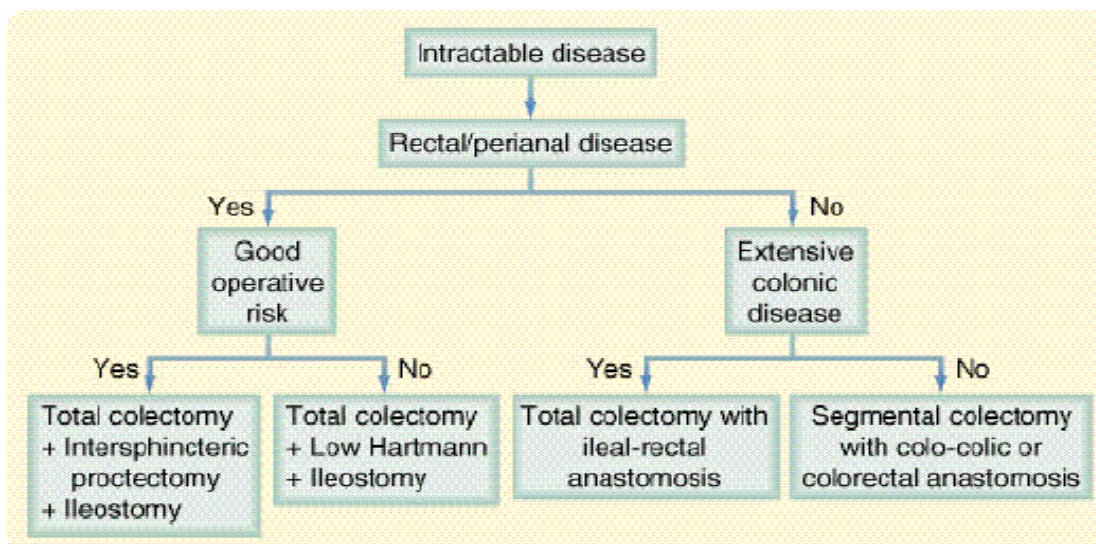 Intractable disease
Rectal/perianal disease
Yes
No
Good
operative
risk
Extensive
colonic
disease
Yes
No
Yes
No
Total colectomy
+ Intersphincteric
proctectomy
+ Ileostomy
Total colectomy
+ Low Hartmann
+ Ileostomy
Total colectomy with
ileal-rectal
anastomosis
Segmental colectomy
with colo-colic or
colorectal anastomosis